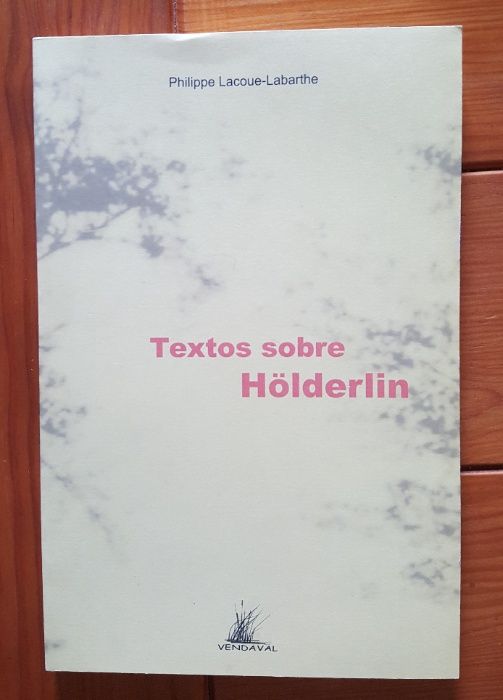 Philippe Lacoue-Labarthe
Textos sobre
Hölderlin
VENDAVAL